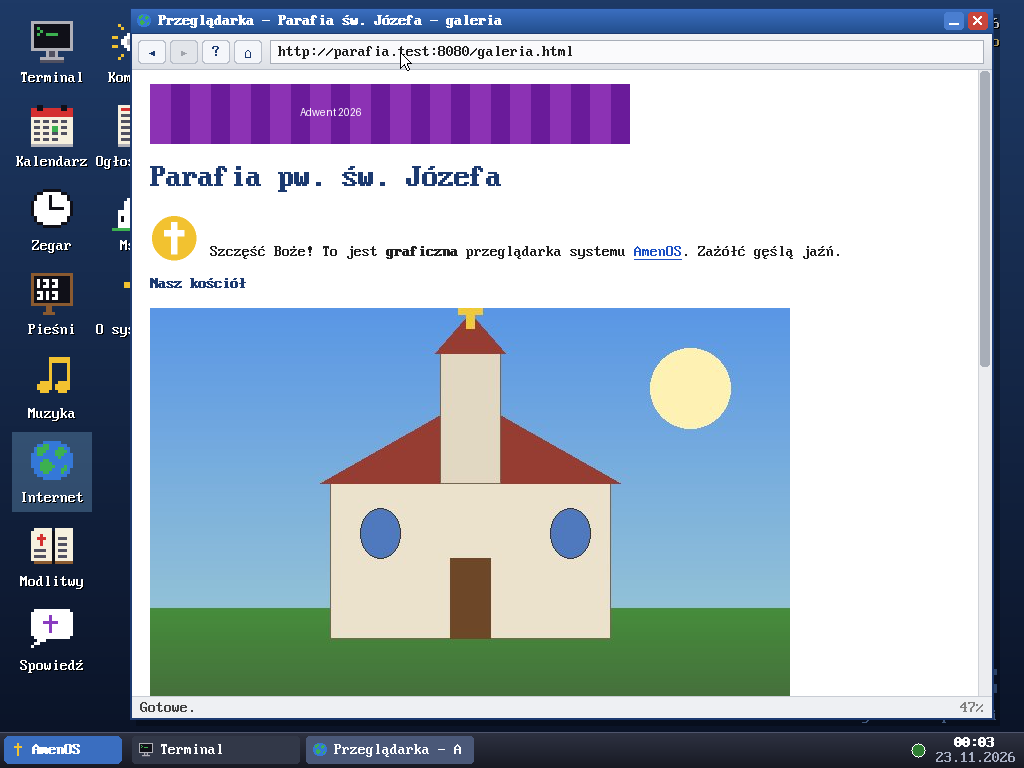 Przeglądarka – Parafia św. Józefa – galeria
http://parafia.test:8080/galeria.html
Adwent 2026
Parafia pw. św. Józefa
Szczęść Boże! To jest graficzna przeglądarka systemu AmenOS. Zażółć gęślą jaźń.
Nasz kościół
Gotowe.
47%
Terminal
Kalendarz
Zegar
Pieśni
O sy
Muzyka
Internet
Modlitwy
Spowiedź
AmenOS
Terminal
Przeglądarka – A
00:03
23.11.2026